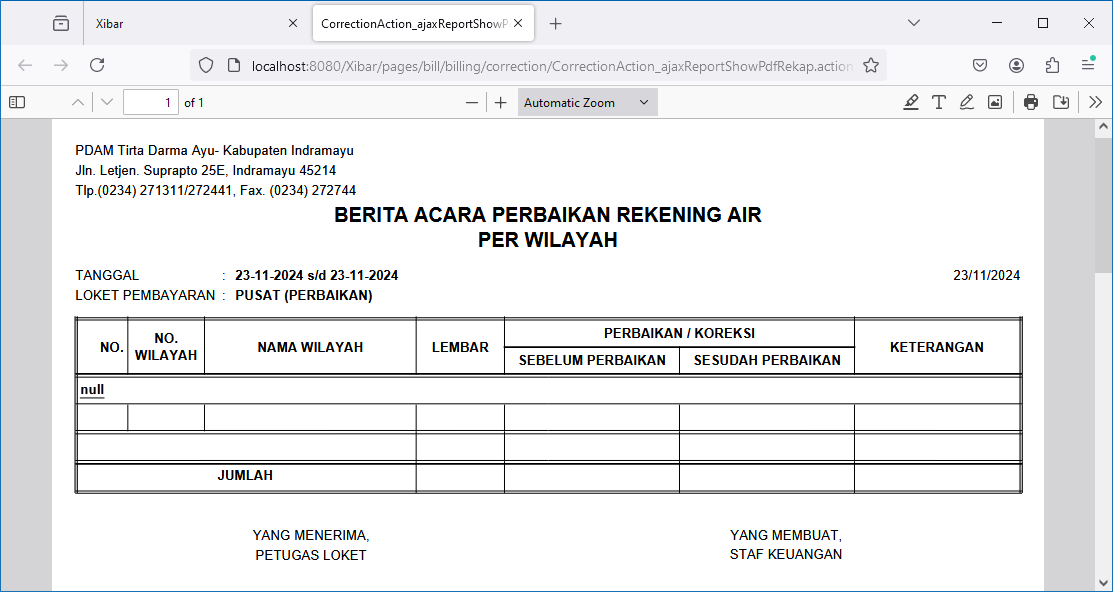 Xibar
CorrectionAction_ajaxReportShowP
localhost:8080/Xibar/pages/bill/billing/correction/CorrectionAction_ajaxReportShowPdfRekap.action
1 of 1
Automatic Zoom
PDAM Tirta Darma Ayu- Kabupaten Indramayu
Jln. Letjen. Suprapto 25E, Indramayu 45214
Tlp.(0234) 271311/272441, Fax. (0234) 272744
BERITA ACARA PERBAIKAN REKENING AIR
PER WILAYAH
TANGGAL : 23-11-2024 s/d 23-11-2024 23/11/2024
LOKET PEMBAYARAN : PUSAT (PERBAIKAN)
NO. NO. WILAYAH NAMA WILAYAH LEMBAR PERBAIKAN / KOREKSI KETERANGAN
SEBELUM PERBAIKAN SESUDAH PERBAIKAN
null
JUMLAH
YANG MENERIMA, YANG MEMBUAT,
PETUGAS LOKET STAF KEUANGAN